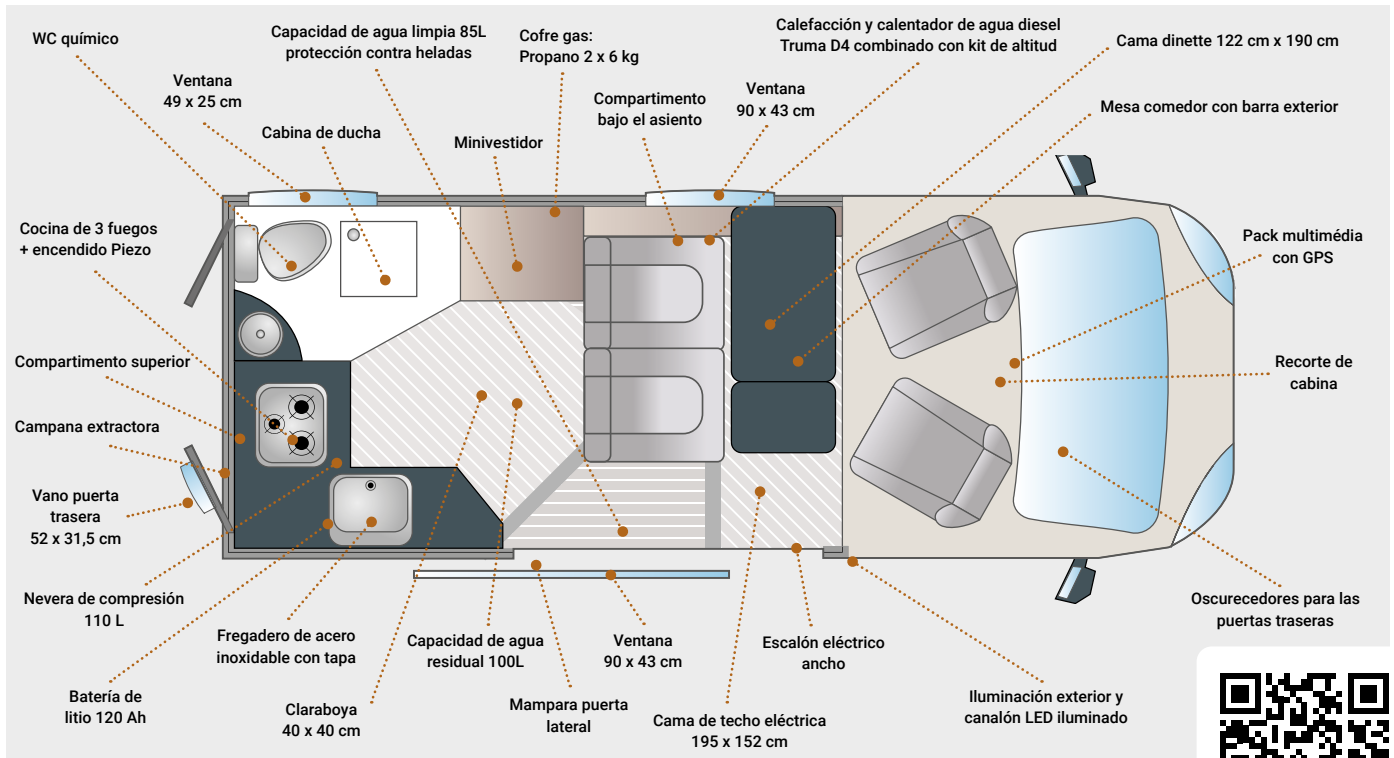 WC químico
Capacidad de agua limpia 85L
protección contra heladas
Cofre gas:
Propano 2 x 6 kg
Calefacción y calentador de agua diesel
Truma D4 combinado con kit de altitud
Cama dinette 122 cm x 190 cm
Ventana
49 x 25 cm
Compartimento
bajo el asiento
Ventana
90 x 43 cm
Mesa comedor con barra exterior
Cabina de ducha
Minivestidor
Cocina de 3 fuegos
+ encendido Piezo
Pack multimédia
con GPS
Compartimento superior
Recorte de
cabina
Campana extractora
Vano puerta
trasera
52 x 31,5 cm
Nevera de compresión
110 L
Fregadero de acero
inoxidable con tapa
Capacidad de agua
residual 100L
Ventana
90 x 43 cm
Escalón eléctrico
ancho
Oscurecedores para las
puertas traseras
Batería de
litio 120 Ah
Claraboya
40 x 40 cm
Mampara puerta
lateral
Cama de techo eléctrica
195 x 152 cm
Iluminación exterior y
canalón LED iluminado